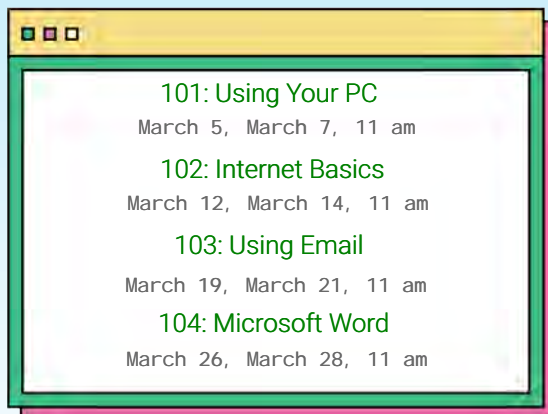 101: Using Your PC
March 5, March 7, 11 am
102: Internet Basics
March 12, March 14, 11 am
103: Using Email
March 19, March 21, 11 am
104: Microsoft Word
March 26, March 28, 11 am